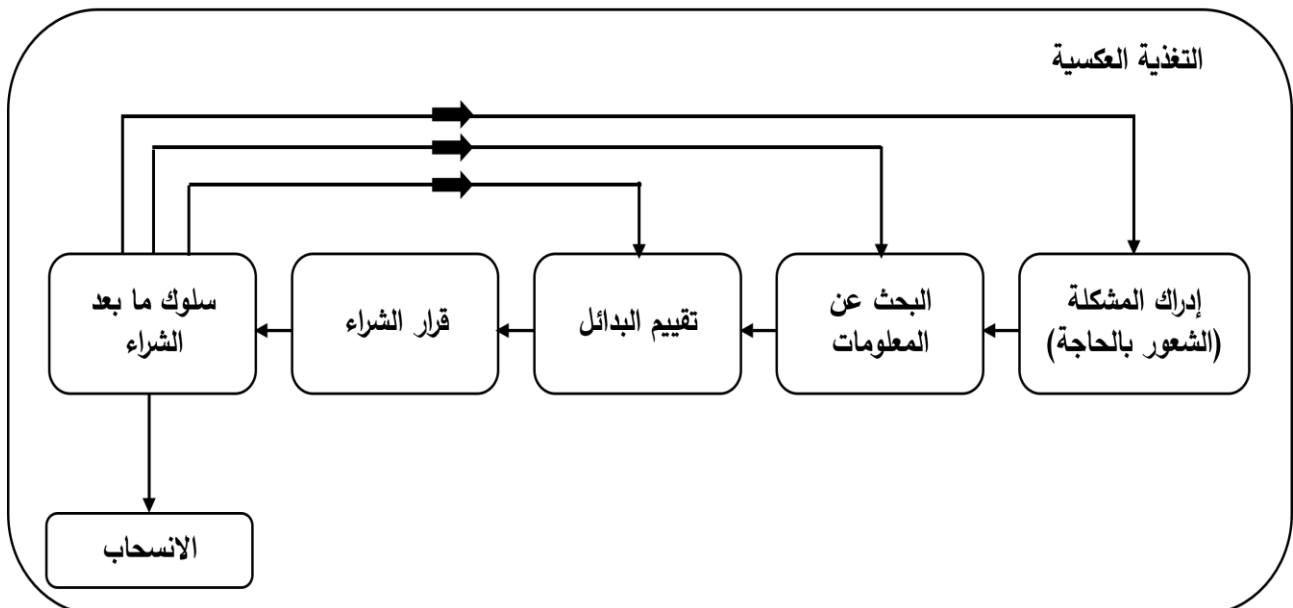 التغذية العكسية
إدراك المشكلة
(الشعور بالحاجة)
البحث عن
المعلومات
تقييم البدائل
قرار الشراء
سلوك ما بعد
الشراء
الانسحاب